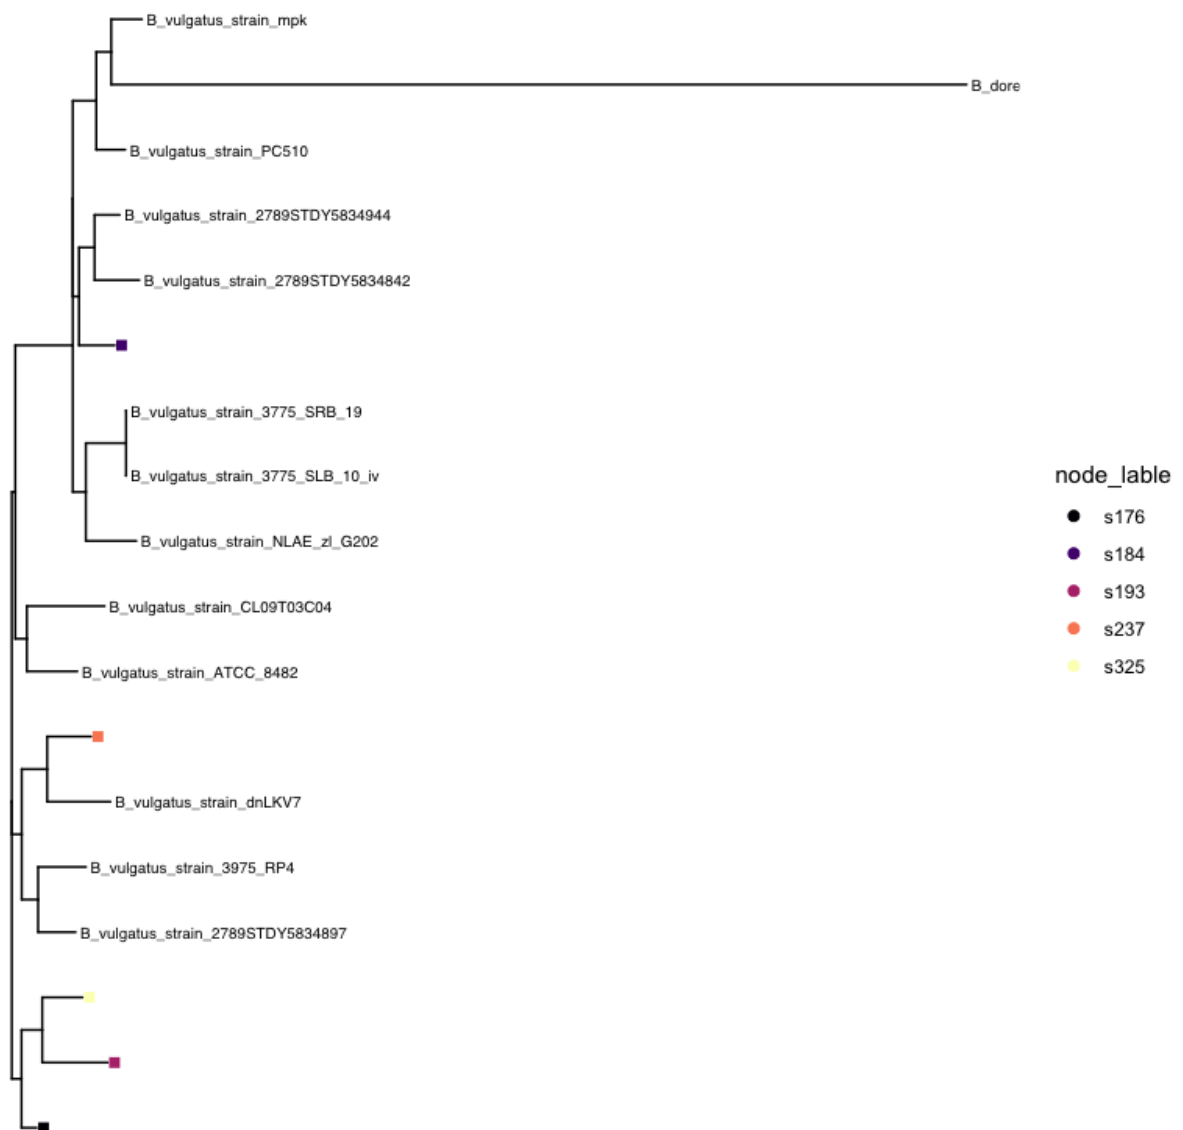 B_vulgatus_strain_mpk
B_dore
B_vulgatus_strain_PC510
B_vulgatus_strain_2789STDY5834944
B_vulgatus_strain_2789STDY5834842
B_vulgatus_strain_3775_SRB_19
B_vulgatus_strain_3775_SLB_10_iv
B_vulgatus_strain_NLAE_zl_G202
B_vulgatus_strain_CL09T03C04
B_vulgatus_strain_ATCC_8482
B_vulgatus_strain_dnLKV7
B_vulgatus_strain_3975_RP4
B_vulgatus_strain_2789STDY5834897
node_lable
s176
s184
s193
s237
s325